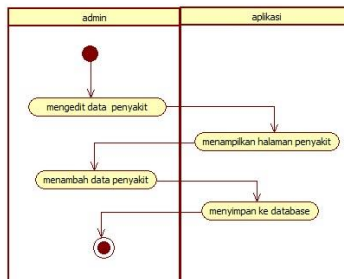 admin
aplikasi
mengedit data penyakit
menampilkan halaman penyakit
menambah data penyakit
menyimpan ke database